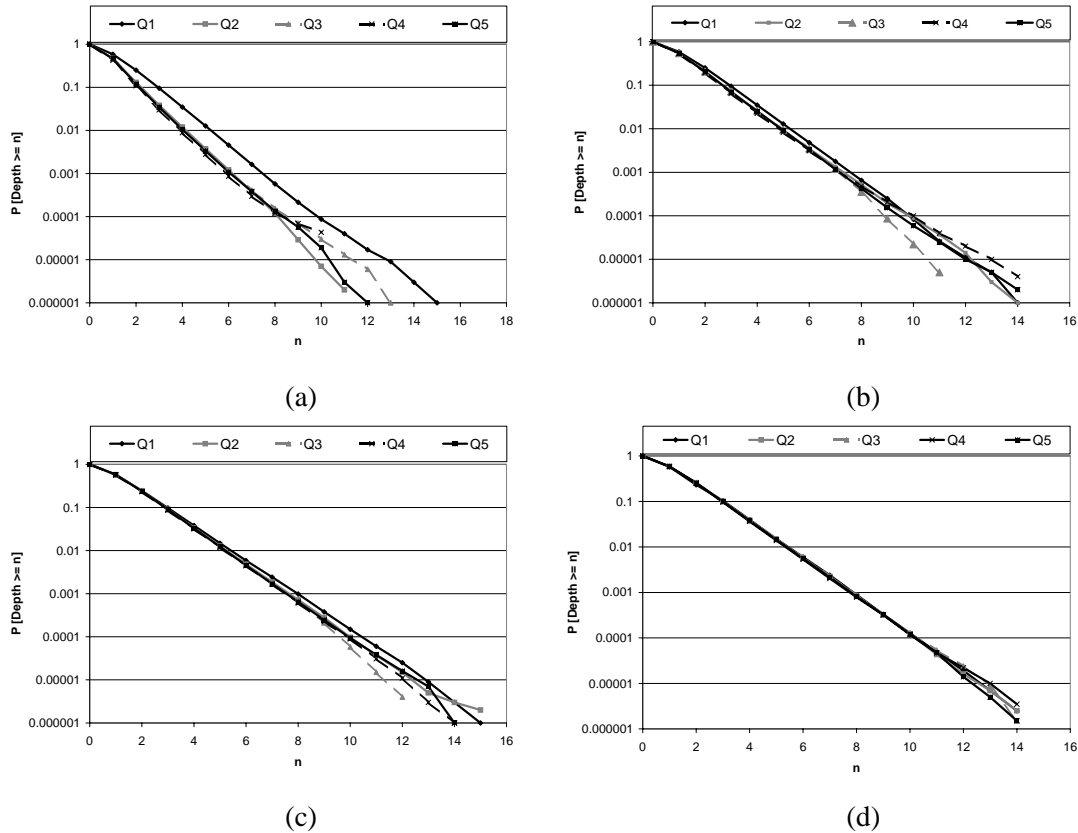 Q1 Q2 Q3 Q4 Q5
1
0.1
0.01
0.001
0.0001
0.00001
0.000001
P [Depth >= n]
0 2 4 6 8 10 12 14 16 18
n
(a)
Q1 Q2 Q3 Q4 Q5
1
0.1
0.01
0.001
0.0001
0.00001
0.000001
P [Depth >= n]
0 2 4 6 8 10 12 14 16
n
(b)
Q1 Q2 Q3 Q4 Q5
1
0.1
0.01
0.001
0.0001
0.00001
0.000001
P [Depth >= n]
0 2 4 6 8 10 12 14 16
n
(c)
Q1 Q2 Q3 Q4 Q5
1
0.1
0.01
0.001
0.0001
0.00001
0.000001
P [Depth >= n]
0 2 4 6 8 10 12 14 16
n
(d)